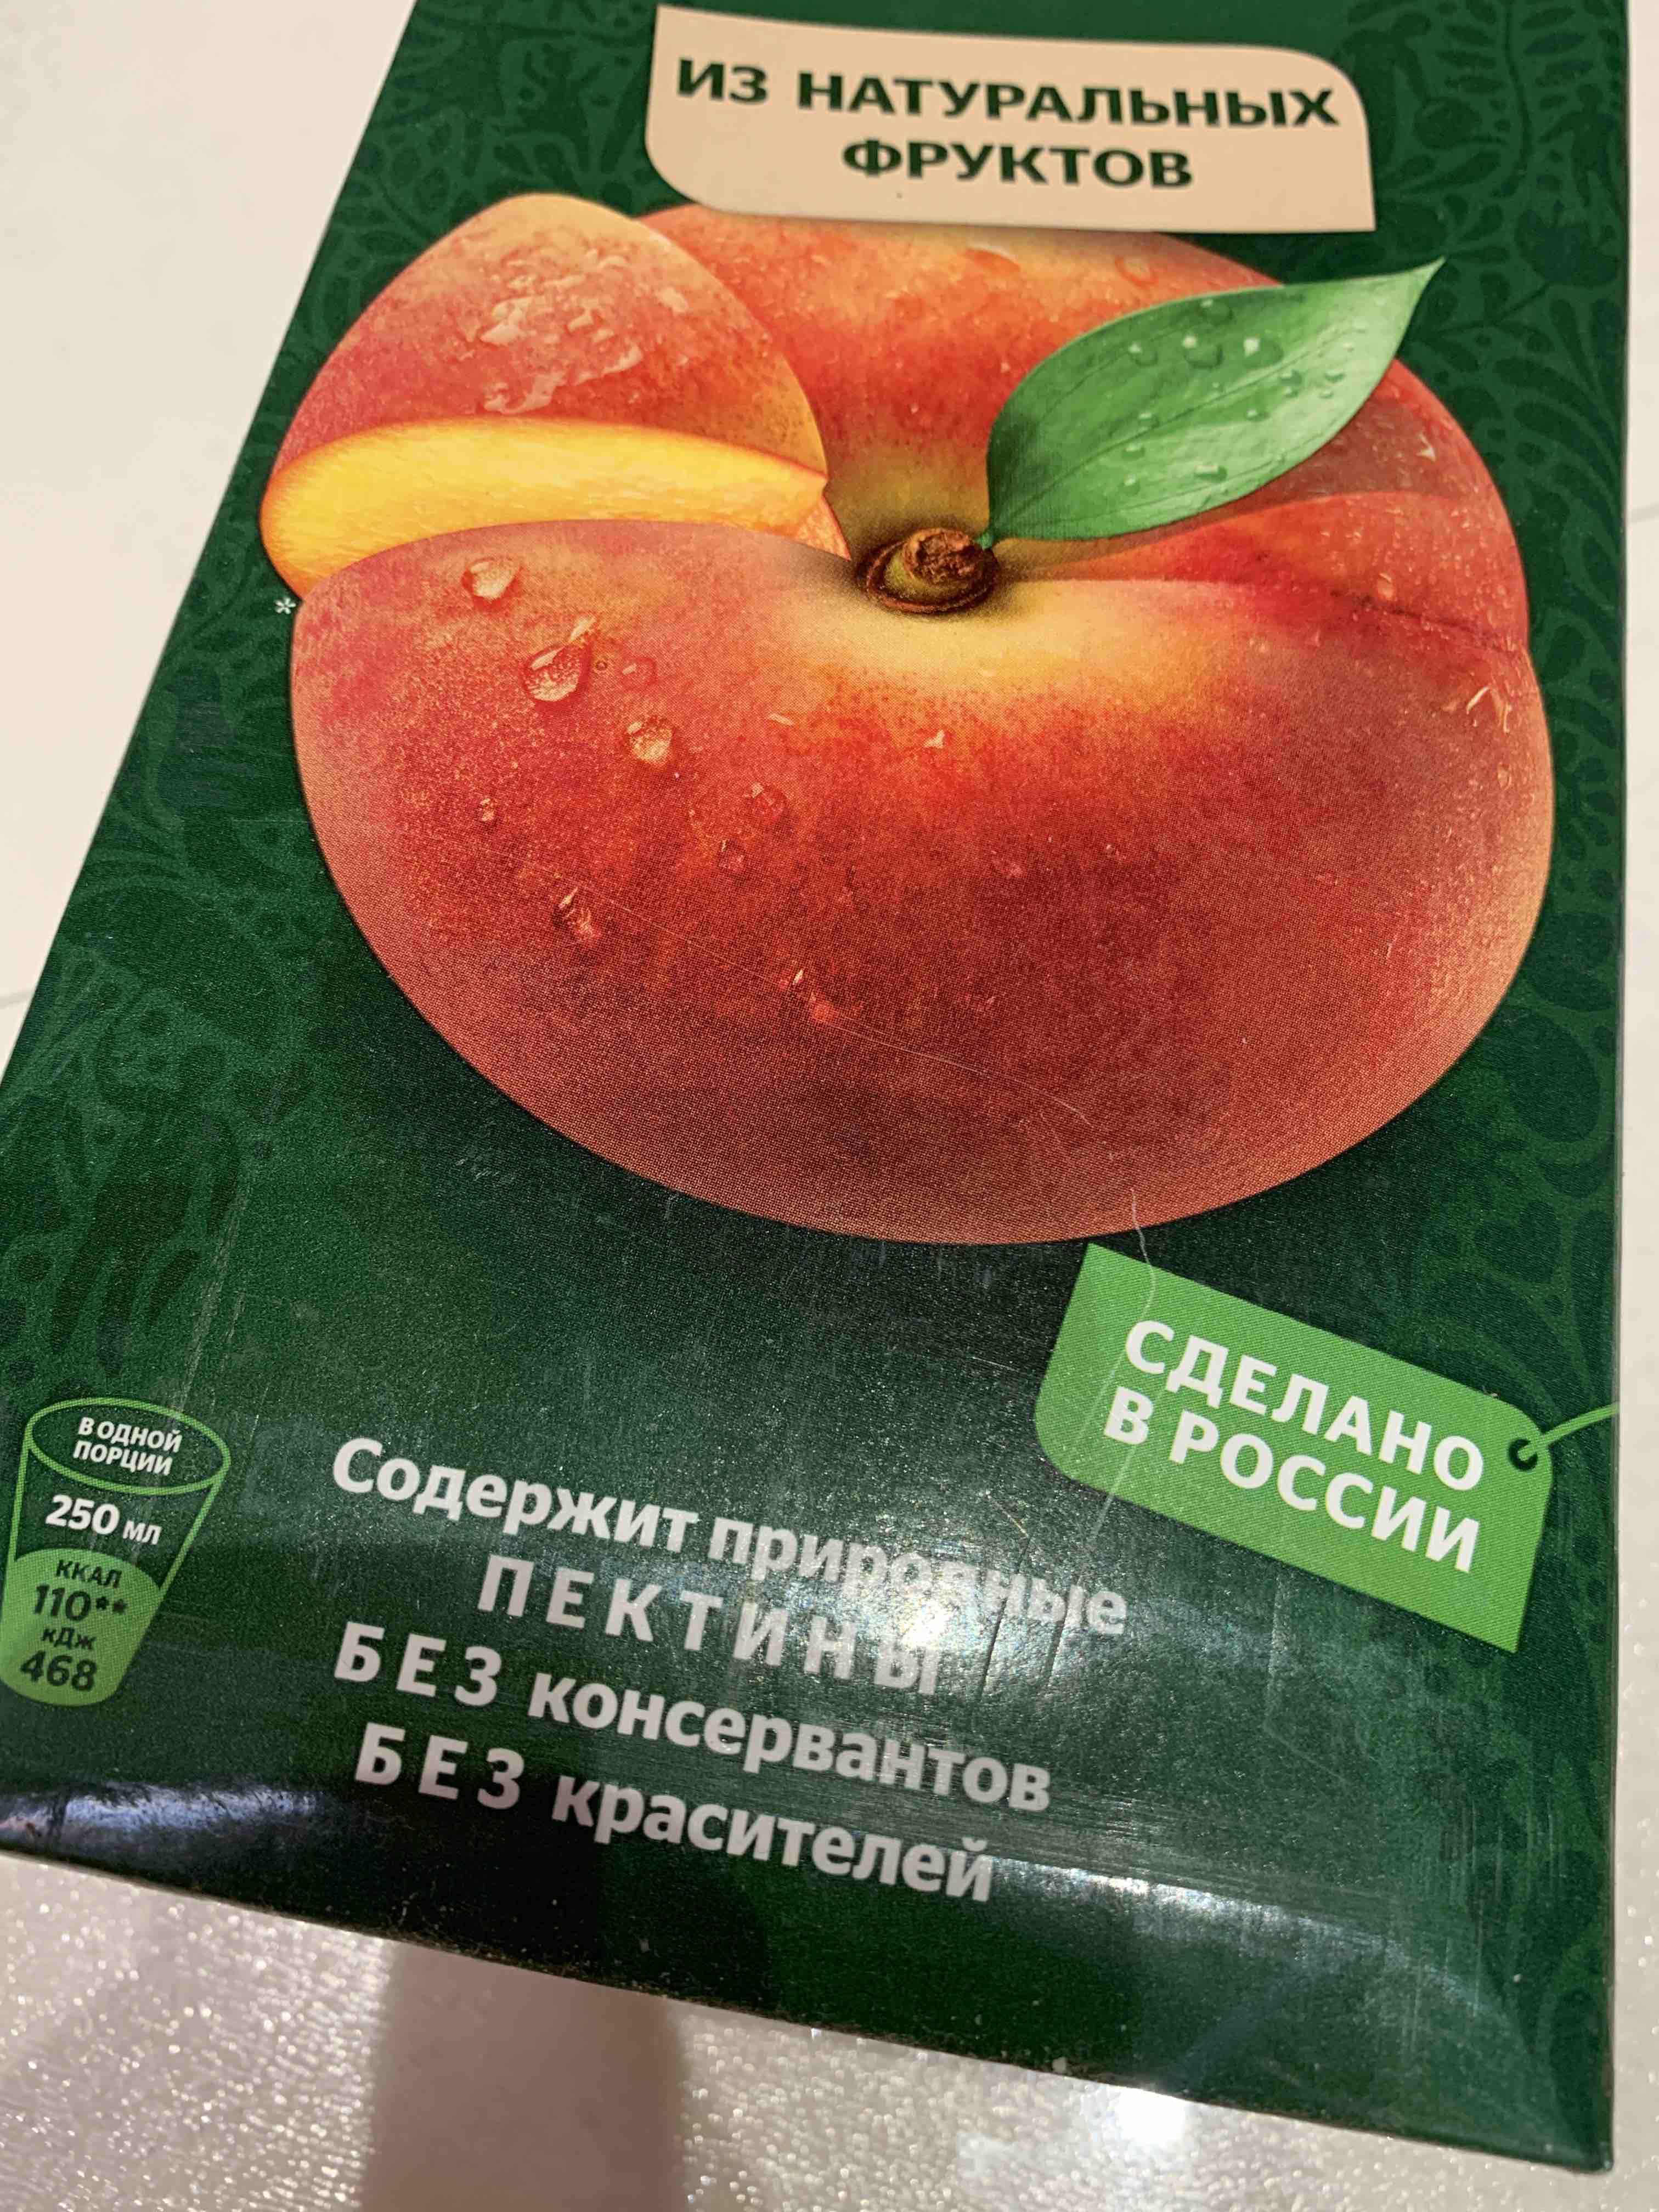 ИЗ НАТУРАЛЬНЫХ
ФРУКТОВ
*
СДЕЛАНО
В РОССИИ
В ОДНОЙ
ПОРЦИИ
250 мл
ККАЛ
110**
кДж
468
Содержит природные
ПЕКТИНЫ
БЕЗ консервантов
БЕЗ красителей